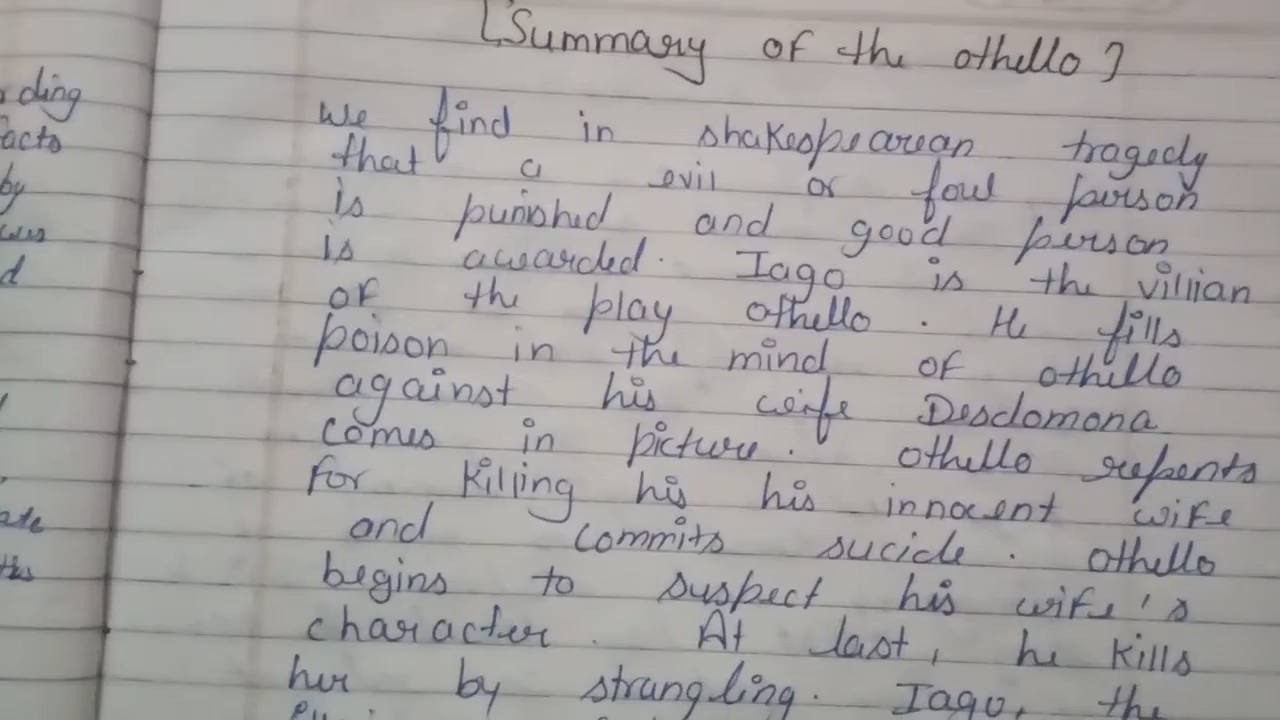 [Summary of the othello]
we find in shakespearean tragedy
that a evil or foul person
is punished and good person
is awarded. Iago is the villian
of the play othello. He fills
poison in the mind of othello
against his wife Desdomona
comes in picture. othello repents
for killing his his innocent wife
and commits sucide. othello
begins to suspect his wife's
character. At last, he kills
her by strangling. Iago, the
ding
acts
by
d